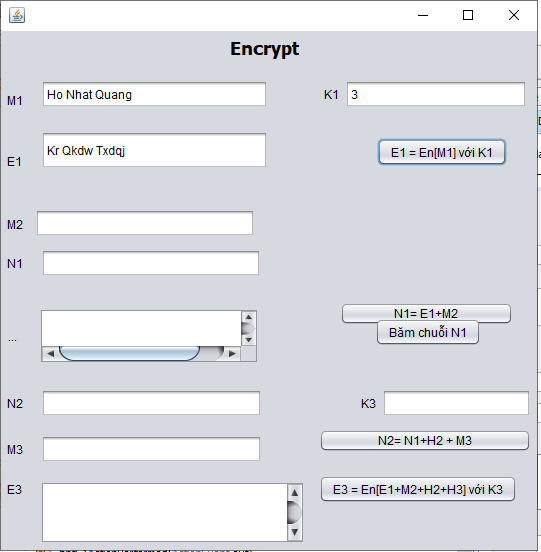 Encrypt
M1 Ho Nhat Quang K1 3
E1 Kr Qkdw Txdqj E1 = En[M1] với K1
M2
N1
N1= E1+M2
... Băm chuỗi N1
N2 K3
M3 N2= N1+H2 + M3
E3 E3 = En[E1+M2+H2+H3] với K3